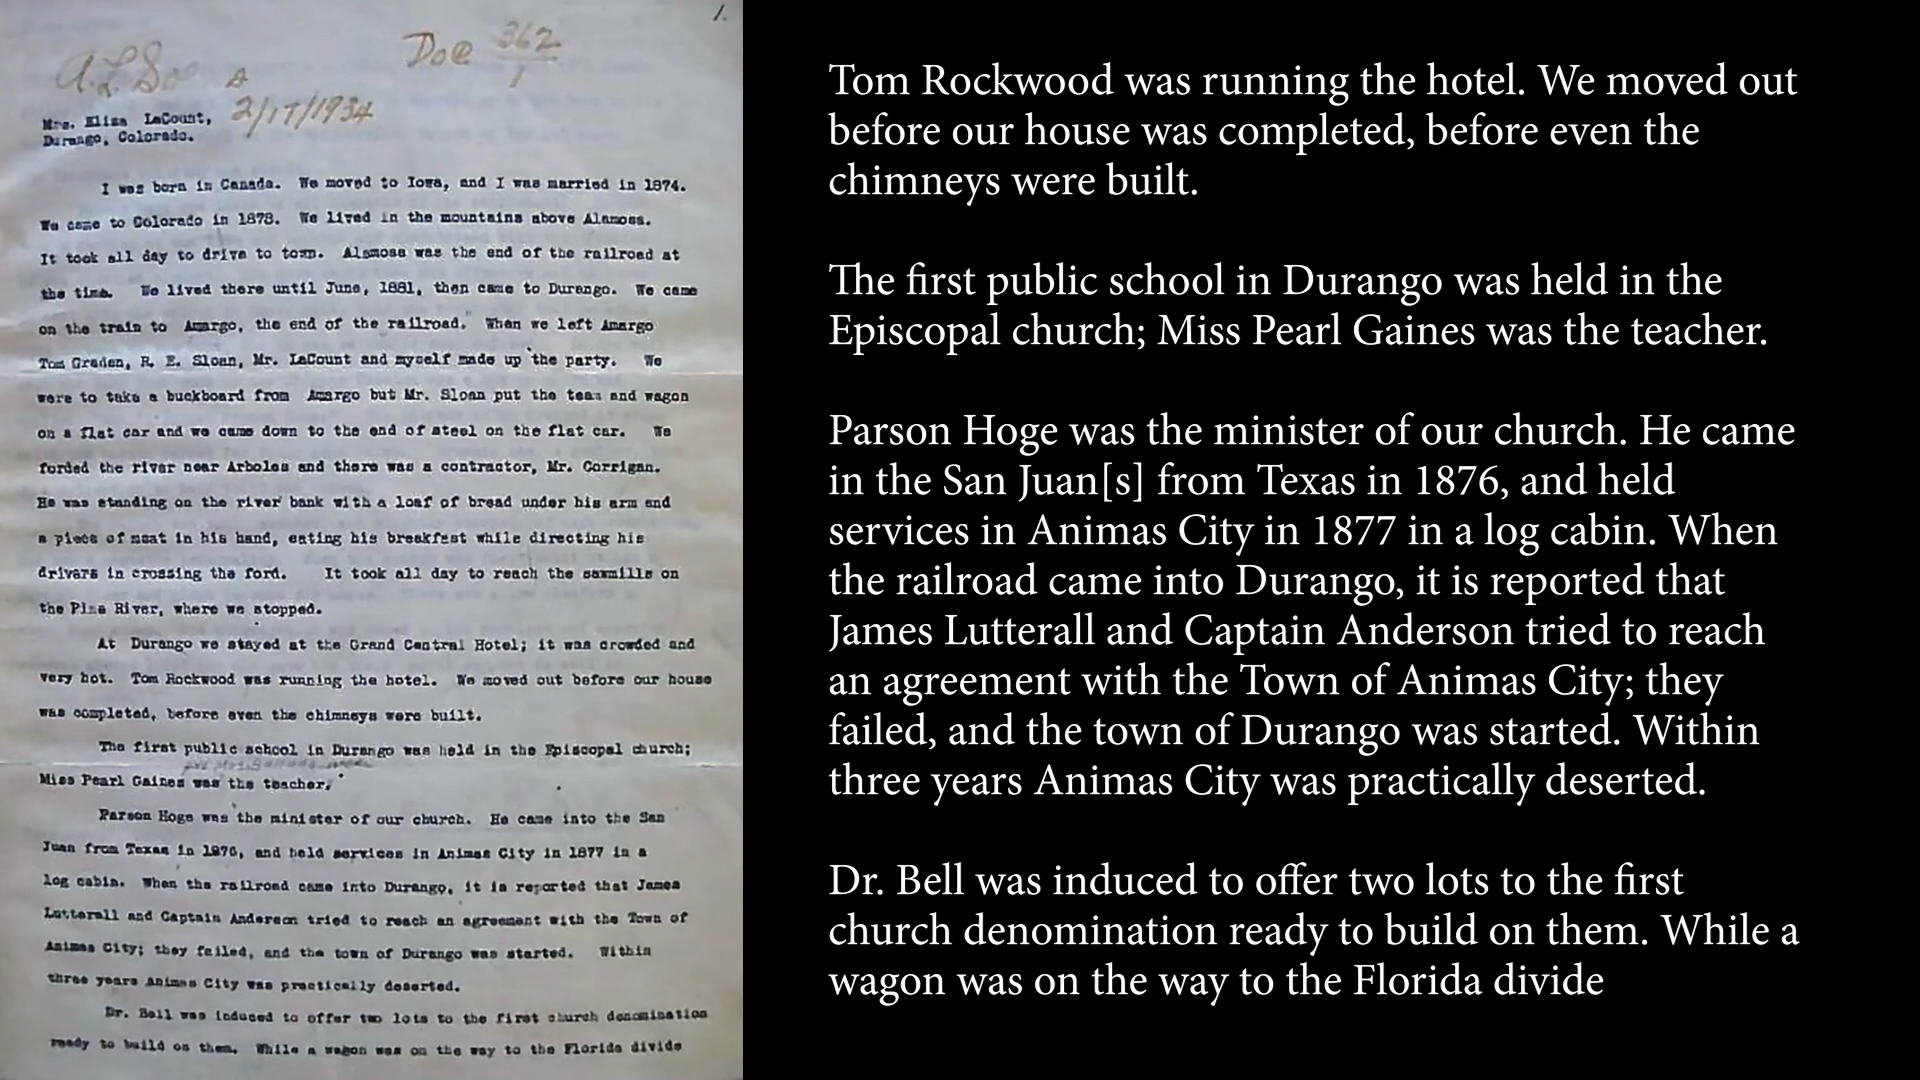 1.
Doc 362
1
2/17/1934
Mrs. Eliza LaCount,
Durango, Colorado.
I was born in Canada. We moved to Iowa, and I was married in 1874.
We came to Colorado in 1878. We lived in the mountains above Alamosa.
It took all day to drive to town. Alamosa was the end of the railroad at
the time. We lived there until June, 1881, then came to Durango. We came
on the train to Amargo, the end of the railroad. When we left Amargo
Tom Graden, R. E. Sloan, Mr. LaCount and myself made up the party. We
were to take a buckboard from Amargo but Mr. Sloan put the team and wagon
on a flat car and we came down to the end of steel on the flat car. We
forded the river near Arboles and there was a contractor, Mr. Corrigan.
He was standing on the river bank with a loaf of bread under his arm and
a piece of meat in his hand, eating his breakfast while directing his
drivers in crossing the ford. It took all day to reach the sawmills on
the Pine River, where we stopped.
At Durango we stayed at the Grand Central Hotel; it was crowded and
very hot. Tom Rockwood was running the hotel. We moved out before our house
was completed, before even the chimneys were built.
The first public school in Durango was held in the Episcopal church;
Miss Pearl Gaines was the teacher.
Parson Hoge was the minister of our church. He came into the San
Juan from Texas in 1876, and held services in Animas City in 1877 in a
log cabin. When the railroad came into Durango, it is reported that James
Lutterall and Captain Anderson tried to reach an agreement with the Town of
Animas City; they failed, and the town of Durango was started. Within
three years Animas City was practically deserted.
Dr. Bell was induced to offer two lots to the first church denomination
ready to build on them. While a wagon was on the way to the Florida divide
Tom Rockwood was running the hotel. We moved out
before our house was completed, before even the
chimneys were built.
The first public school in Durango was held in the
Episcopal church; Miss Pearl Gaines was the teacher.
Parson Hoge was the minister of our church. He came
in the San Juan[s] from Texas in 1876, and held
services in Animas City in 1877 in a log cabin. When
the railroad came into Durango, it is reported that
James Lutterall and Captain Anderson tried to reach
an agreement with the Town of Animas City; they
failed, and the town of Durango was started. Within
three years Animas City was practically deserted.
Dr. Bell was induced to offer two lots to the first
church denomination ready to build on them. While a
wagon was on the way to the Florida divide